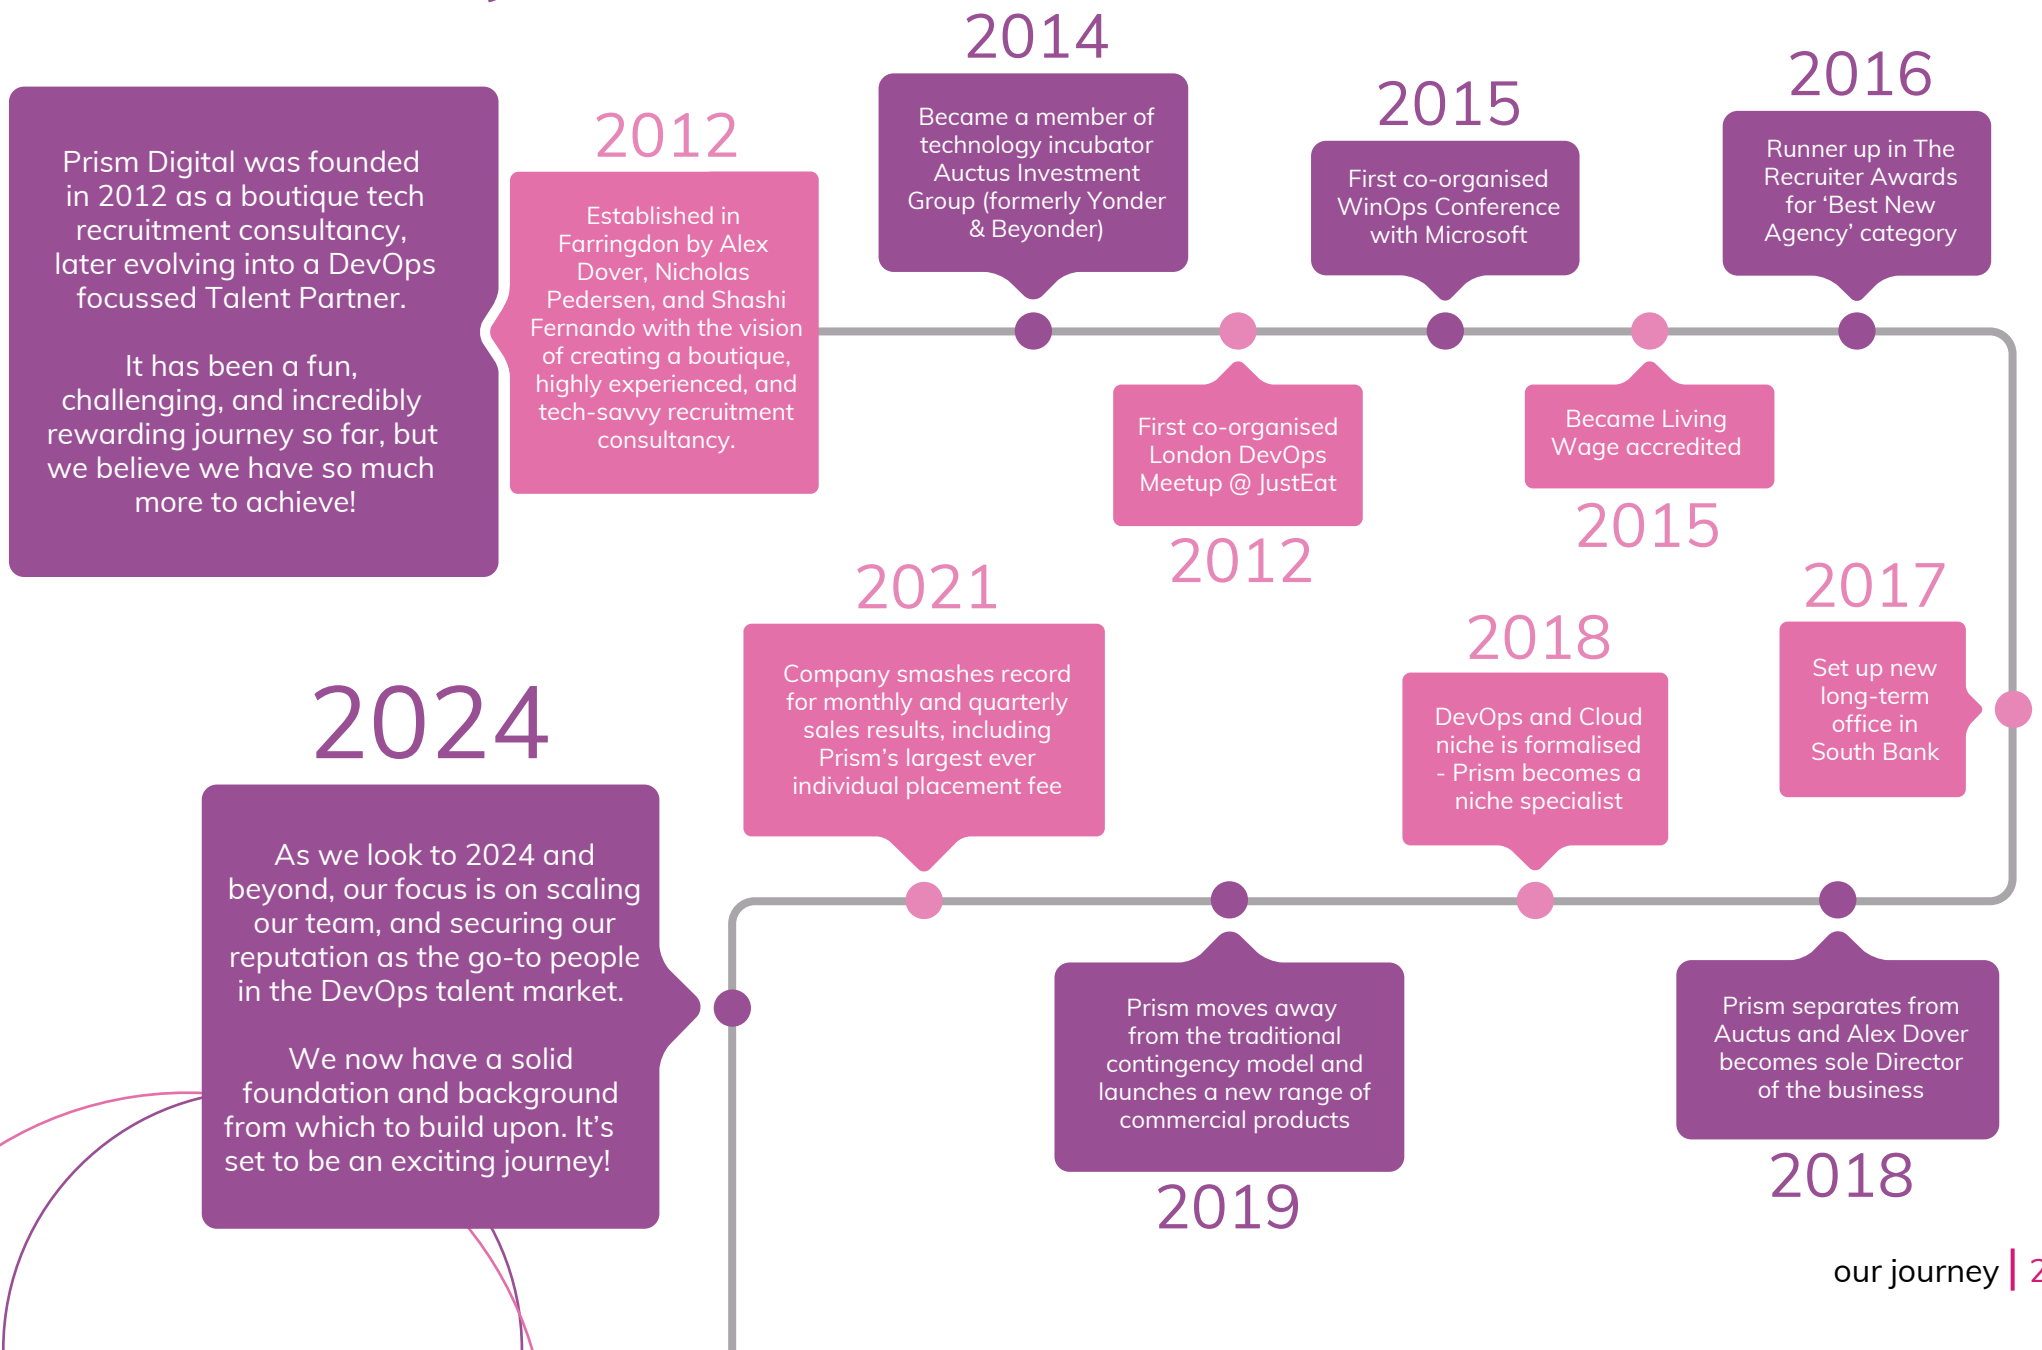 Prism Digital was founded
in 2012 as a boutique tech
recruitment consultancy,
later evolving into a DevOps
focussed Talent Partner.
It has been a fun,
challenging, and incredibly
rewarding journey so far, but
we believe we have so much
more to achieve!
2012
Established in
Farringdon by Alex
Dover, Nicholas
Pedersen, and Shashi
Fernando with the vision
of creating a boutique,
highly experienced, and
tech-savvy recruitment
consultancy.
2014
Became a member of
technology incubator
Auctus Investment
Group (formerly Yonder
& Beyonder)
First co-organised
London DevOps
Meetup @ JustEat
2012
2015
First co-organised
WinOps Conference
with Microsoft
Became Living
Wage accredited
2015
2016
Runner up in The
Recruiter Awards
for ‘Best New
Agency’ category
2017
Set up new
long-term
office in
South Bank
Prism separates from
Auctus and Alex Dover
becomes sole Director
of the business
2018
2018
DevOps and Cloud
niche is formalised
- Prism becomes a
niche specialist
Prism moves away
from the traditional
contingency model and
launches a new range of
commercial products
2019
2021
Company smashes record
for monthly and quarterly
sales results, including
Prism’s largest ever
individual placement fee
2024
As we look to 2024 and
beyond, our focus is on scaling
our team, and securing our
reputation as the go-to people
in the DevOps talent market.
We now have a solid
foundation and background
from which to build upon. It’s
set to be an exciting journey!
our journey